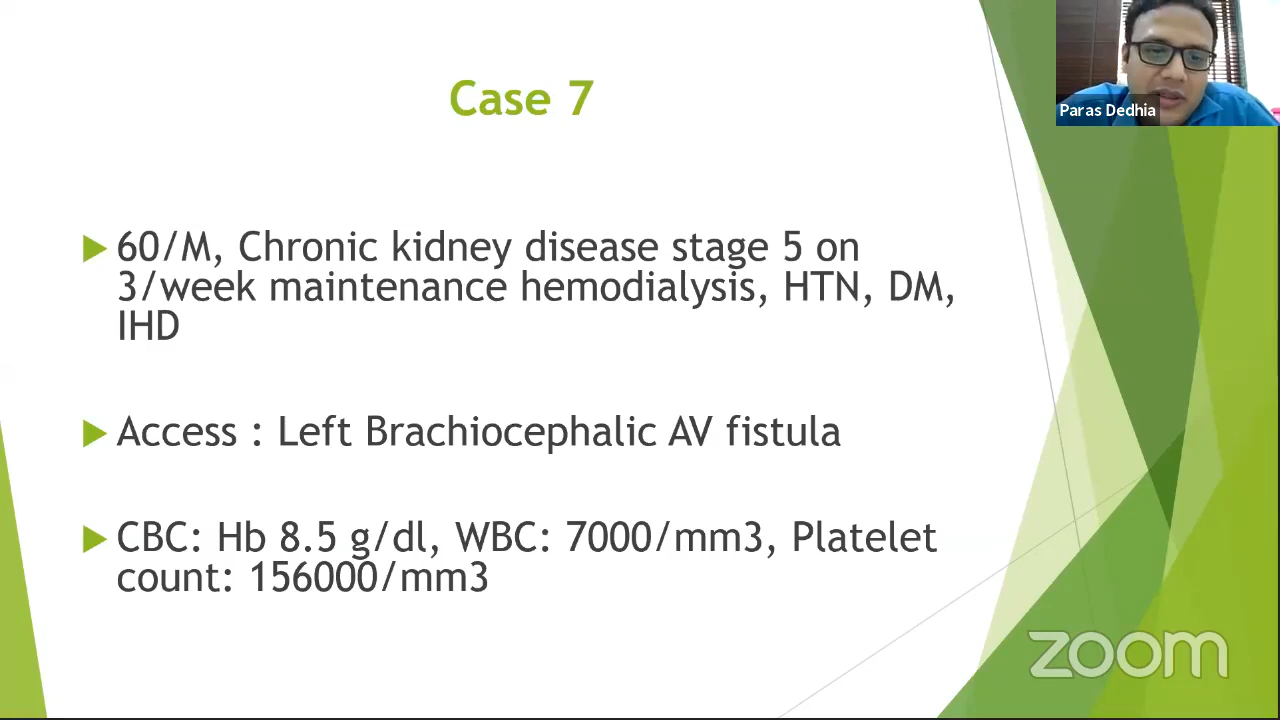 Paras Dedhia
Case 7
60/M, Chronic kidney disease stage 5 on
3/week maintenance hemodialysis, HTN, DM,
IHD
Access : Left Brachiocephalic AV fistula
CBC: Hb 8.5 g/dl, WBC: 7000/mm3, Platelet
count: 156000/mm3
zoom